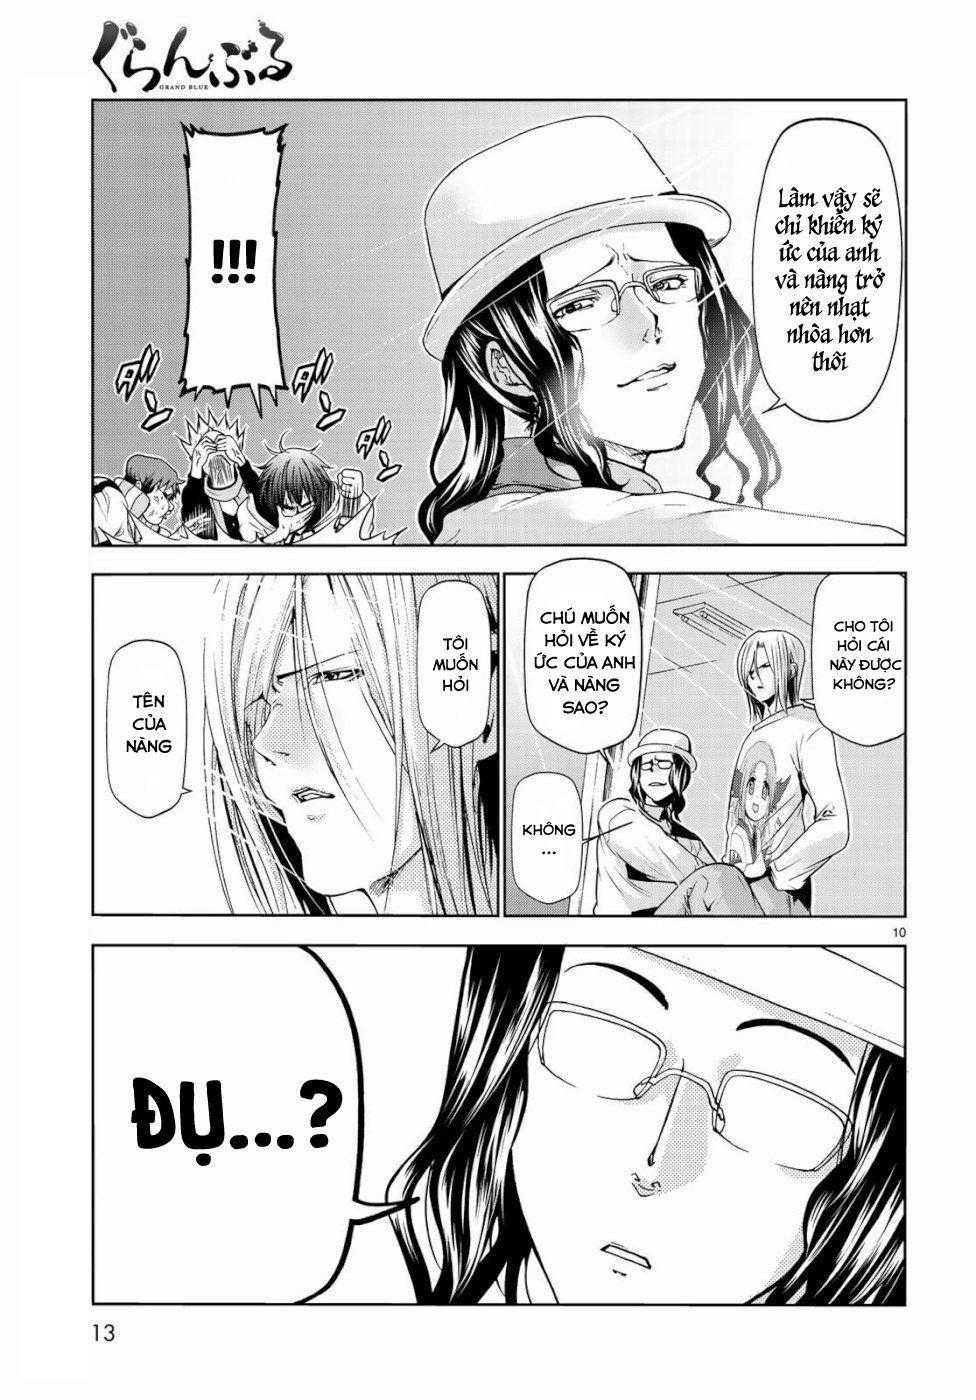 ぐらんぶる
GRAND BLUE
Làm vậy sẽ
chỉ khiến ký
ức của anh
và nàng trở
nên nhạt
nhòa hơn
thôi
!!!
CHO TÔI
HỎI CÁI
NÀY ĐƯỢC
KHÔNG?
CHÚ MUỐN
HỎI VỀ KÝ
ỨC CỦA ANH
VÀ NÀNG
SAO?
KHÔNG
...
TÔI
MUỐN
HỎI
TÊN
CỦA
NÀNG
10
ĐỤ...?
13